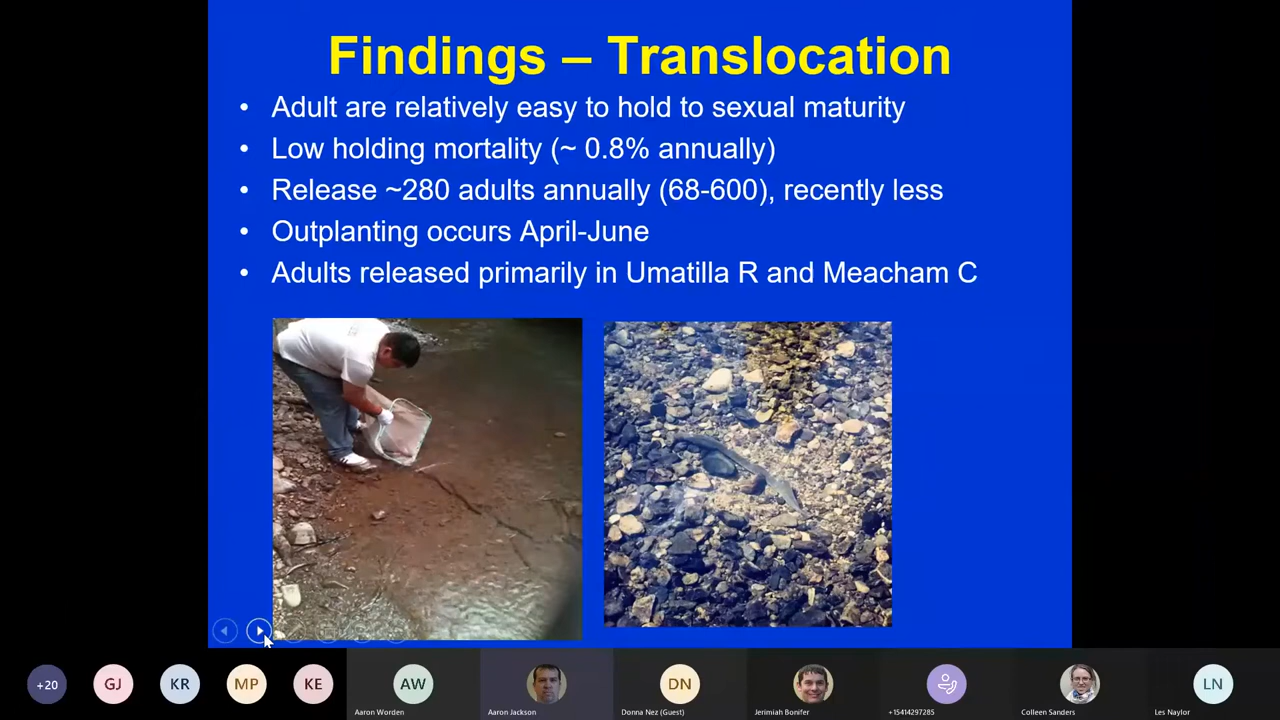 Findings – Translocation
• Adult are relatively easy to hold to sexual maturity
• Low holding mortality (~ 0.8% annually)
• Release ~280 adults annually (68-600), recently less
• Outplanting occurs April-June
• Adults released primarily in Umatilla R and Meacham C
+20
GJ
KR
MP
KE
AW
DN
LN
Aaron Worden
Aaron Jackson
Donna Nez (Guest)
Jerimiah Bonifer
+15414297285
Colleen Sanders
Les Naylor